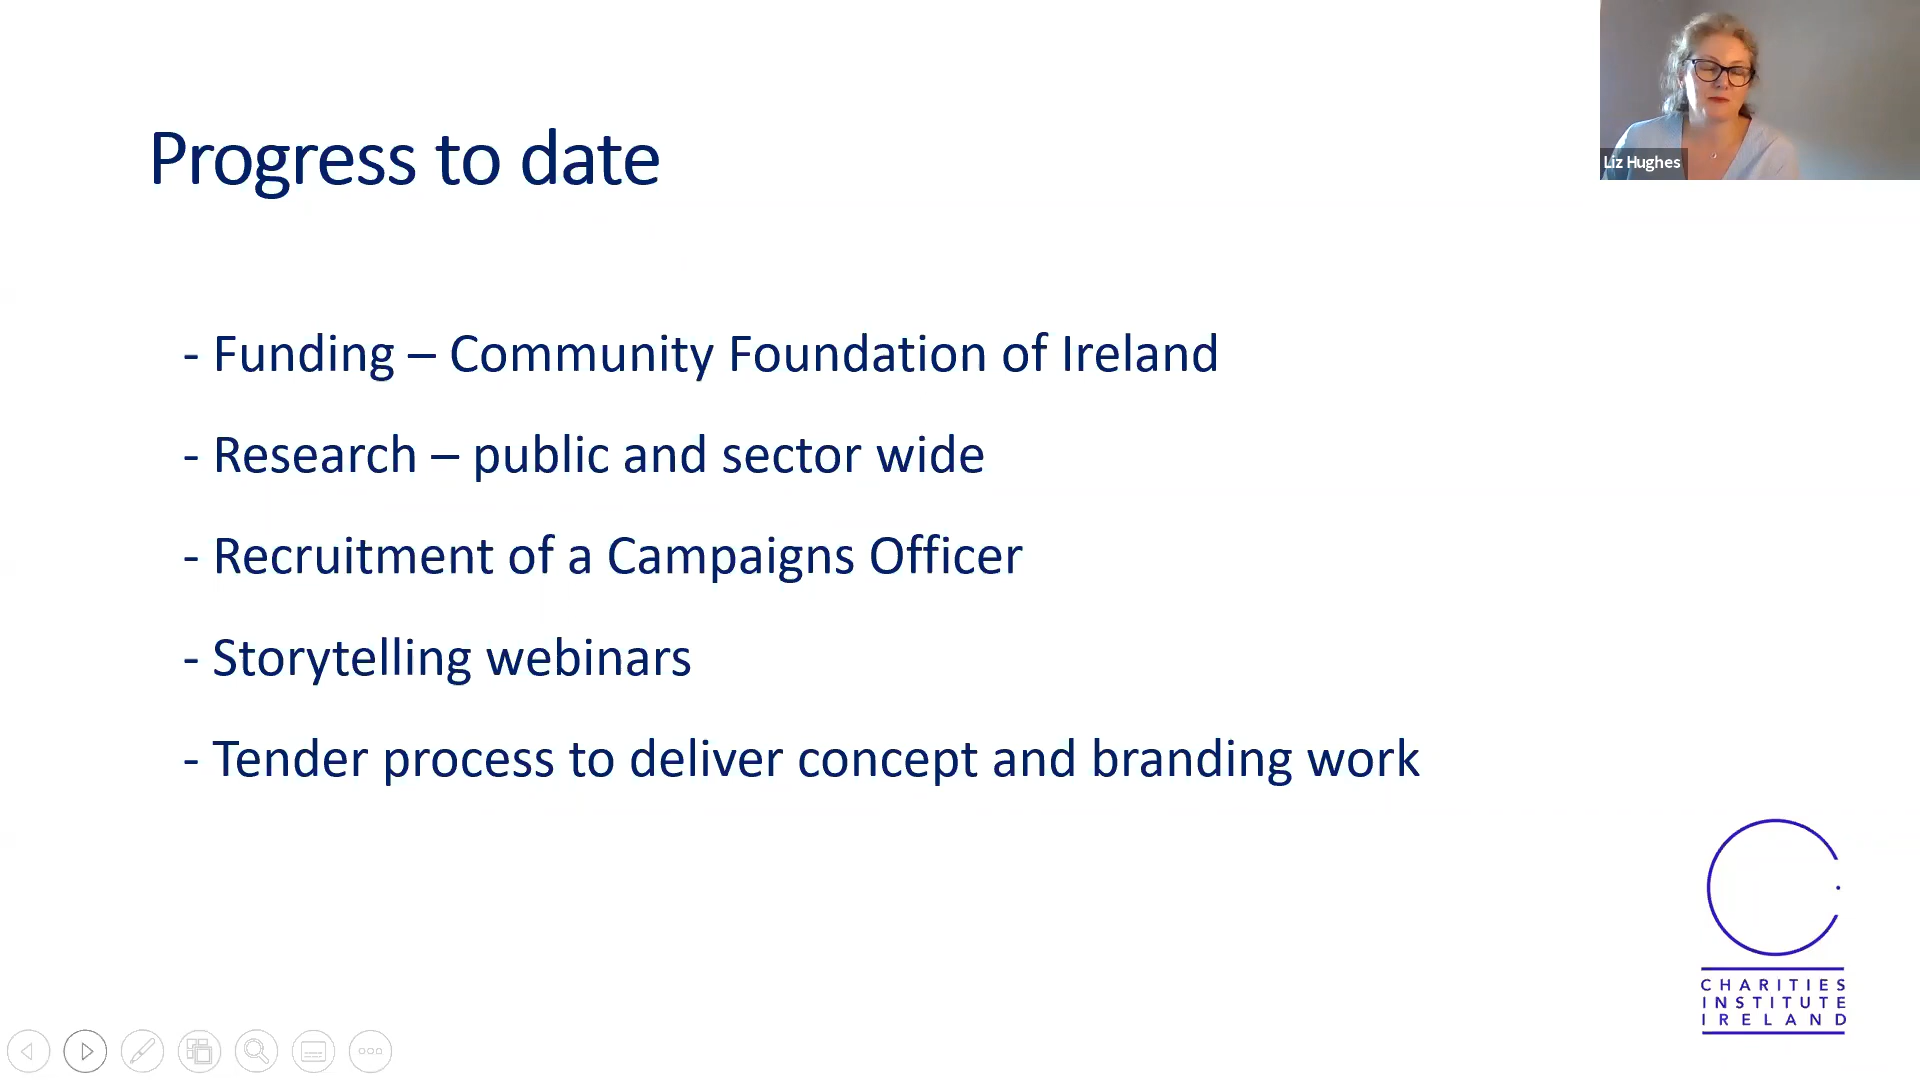 Progress to date
- Funding – Community Foundation of Ireland
- Research – public and sector wide
- Recruitment of a Campaigns Officer
- Storytelling webinars
- Tender process to deliver concept and branding work
Liz Hughes
CHARITIES
INSTITUTE
IRELAND